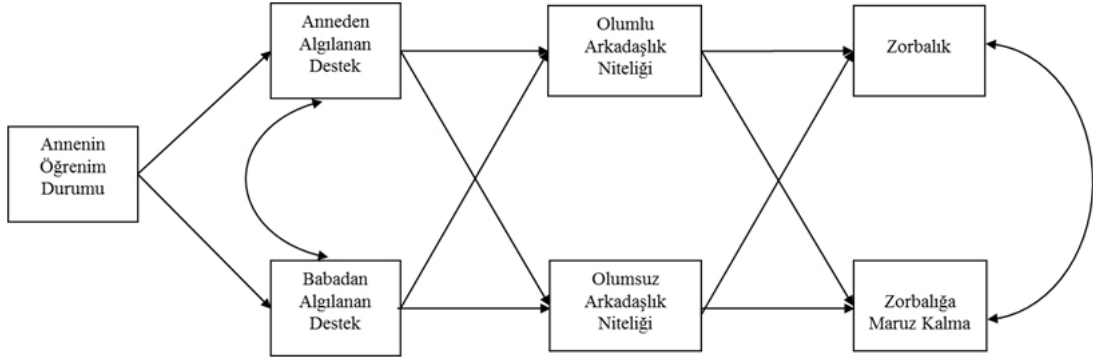 Annenin
Öğrenim
Durumu
Anneden
Algılanan
Destek
Babadan
Algılanan
Destek
Olumlu
Arkadaşlık
Niteliği
Olumsuz
Arkadaşlık
Niteliği
Zorbalık
Zorbalığa
Maruz Kalma